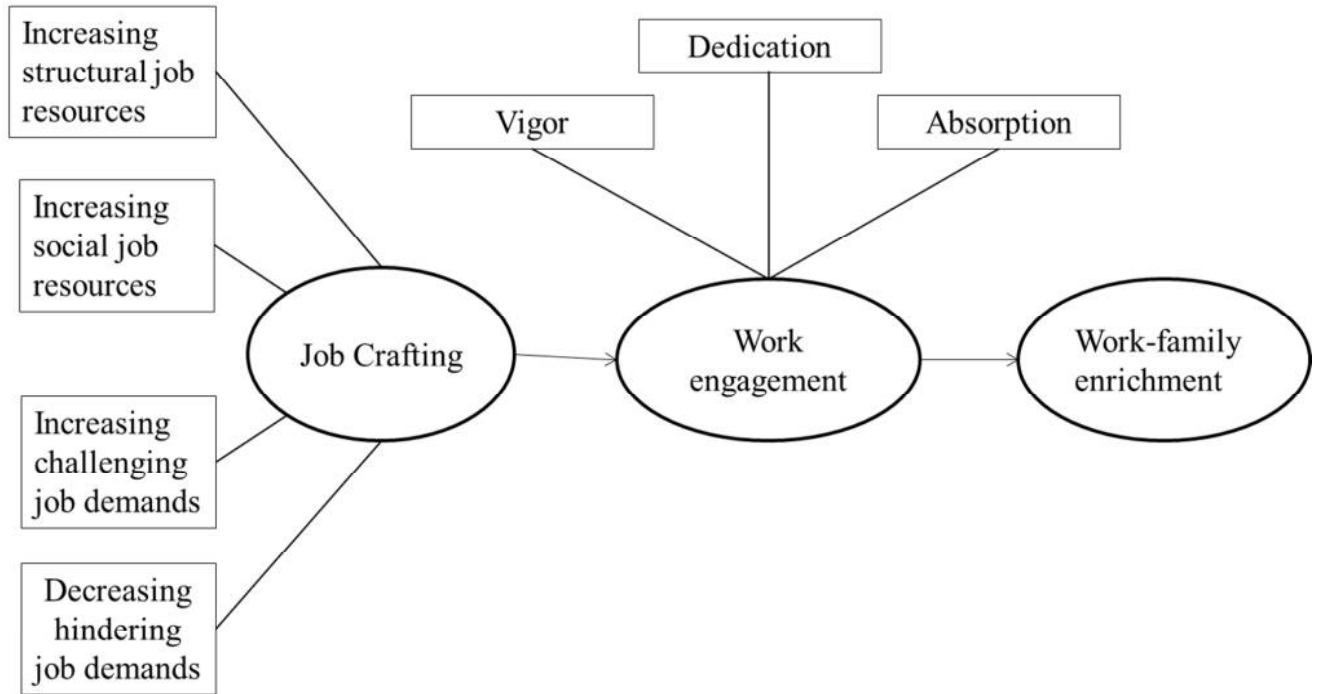 Increasing
structural job
resources
Increasing
social job
resources
Increasing
challenging
job demands
Decreasing
hindering
job demands
Job Crafting
Vigor
Dedication
Absorption
Work
engagement
Work-family
enrichment